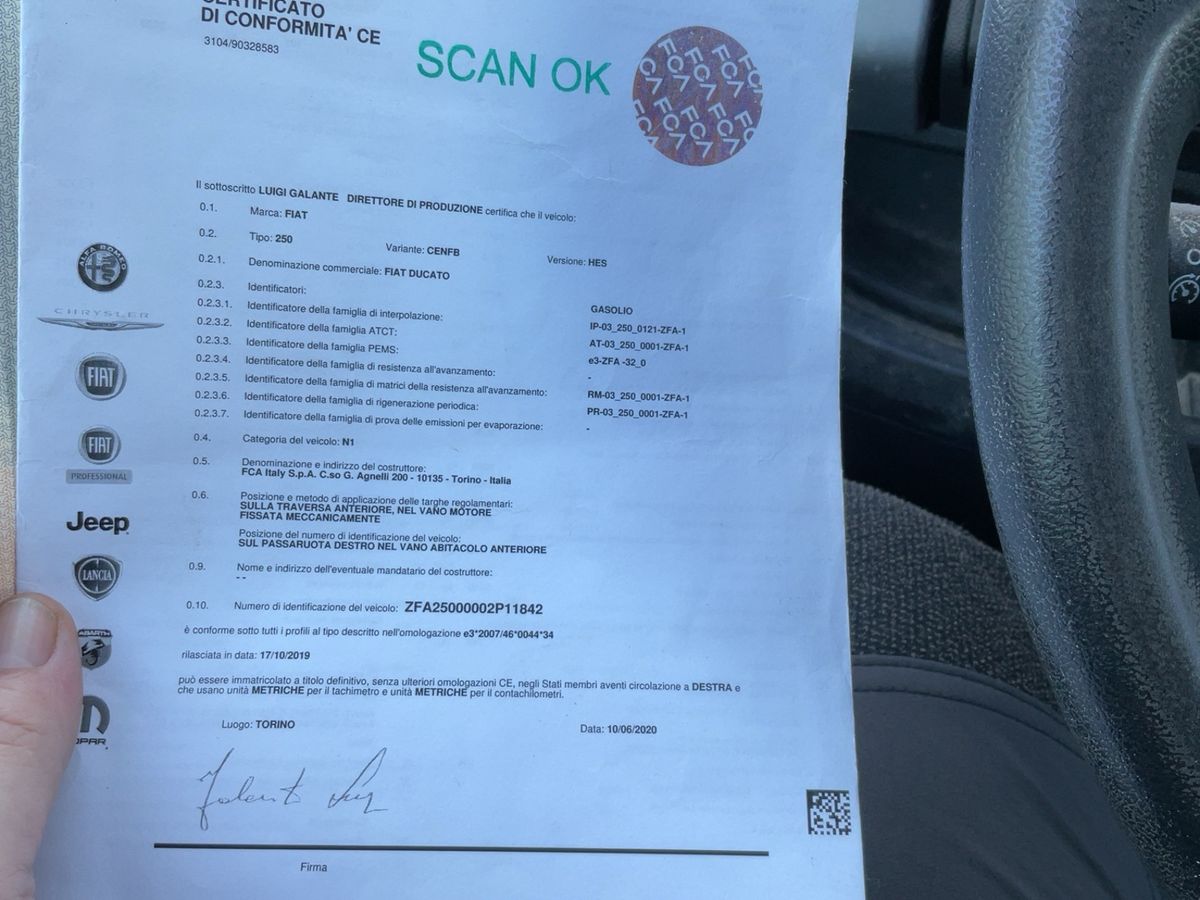 CERTIFICATO
DI CONFORMITA' CE
3104/90328583
SCAN OK
FCA FCA FCA FCA FCA FCA FCA FCA
Il sottoscritto LUIGI GALANTE DIRETTORE DI PRODUZIONE certifica che il veicolo:
0.1. Marca: FIAT
0.2. Tipo: 250 Variante: CENFB Versione: HES
0.2.1. Denominazione commerciale: FIAT DUCATO
0.2.3. Identificatori: GASOLIO
0.2.3.1. Identificatore della famiglia di interpolazione: IP-03_250_0121-ZFA-1
0.2.3.2. Identificatore della famiglia ATCT: AT-03_250_0001-ZFA-1
0.2.3.3. Identificatore della famiglia PEMS: e3-ZFA -32_0
0.2.3.4. Identificatore della famiglia di resistenza all'avanzamento: -
0.2.3.5. Identificatore della famiglia di matrici della resistenza all'avanzamento: RM-03_250_0001-ZFA-1
0.2.3.6. Identificatore della famiglia di rigenerazione periodica: PR-03_250_0001-ZFA-1
0.2.3.7. Identificatore della famiglia di prova delle emissioni per evaporazione: -
0.4. Categoria del veicolo: N1
0.5. Denominazione e indirizzo del costruttore:
FCA Italy S.p.A. C.so G. Agnelli 200 - 10135 - Torino - Italia
0.6. Posizione e metodo di applicazione delle targhe regolamentari:
SULLA TRAVERSA ANTERIORE, NEL VANO MOTORE
FISSATA MECCANICAMENTE
Posizione del numero di identificazione del veicolo:
SUL PASSARUOTA DESTRO NEL VANO ABITACOLO ANTERIORE
0.9. Nome e indirizzo dell'eventuale mandatario del costruttore:
- -
0.10. Numero di identificazione del veicolo: ZFA25000002P11842
è conforme sotto tutti i profili al tipo descritto nell'omologazione e3*2007/46*0044*34
rilasciata in data: 17/10/2019
può essere immatricolato a titolo definitivo, senza ulteriori omologazioni CE, negli Stati membri aventi circolazione a DESTRA e
che usano unità METRICHE per il tachimetro e unità METRICHE per il contachilometri.
Luogo: TORINO Data: 10/06/2020
Firma
ALFA ROMEO
CHRYSLER
FIAT
FIAT
PROFESSIONAL
Jeep
LANCIA
ABARTH